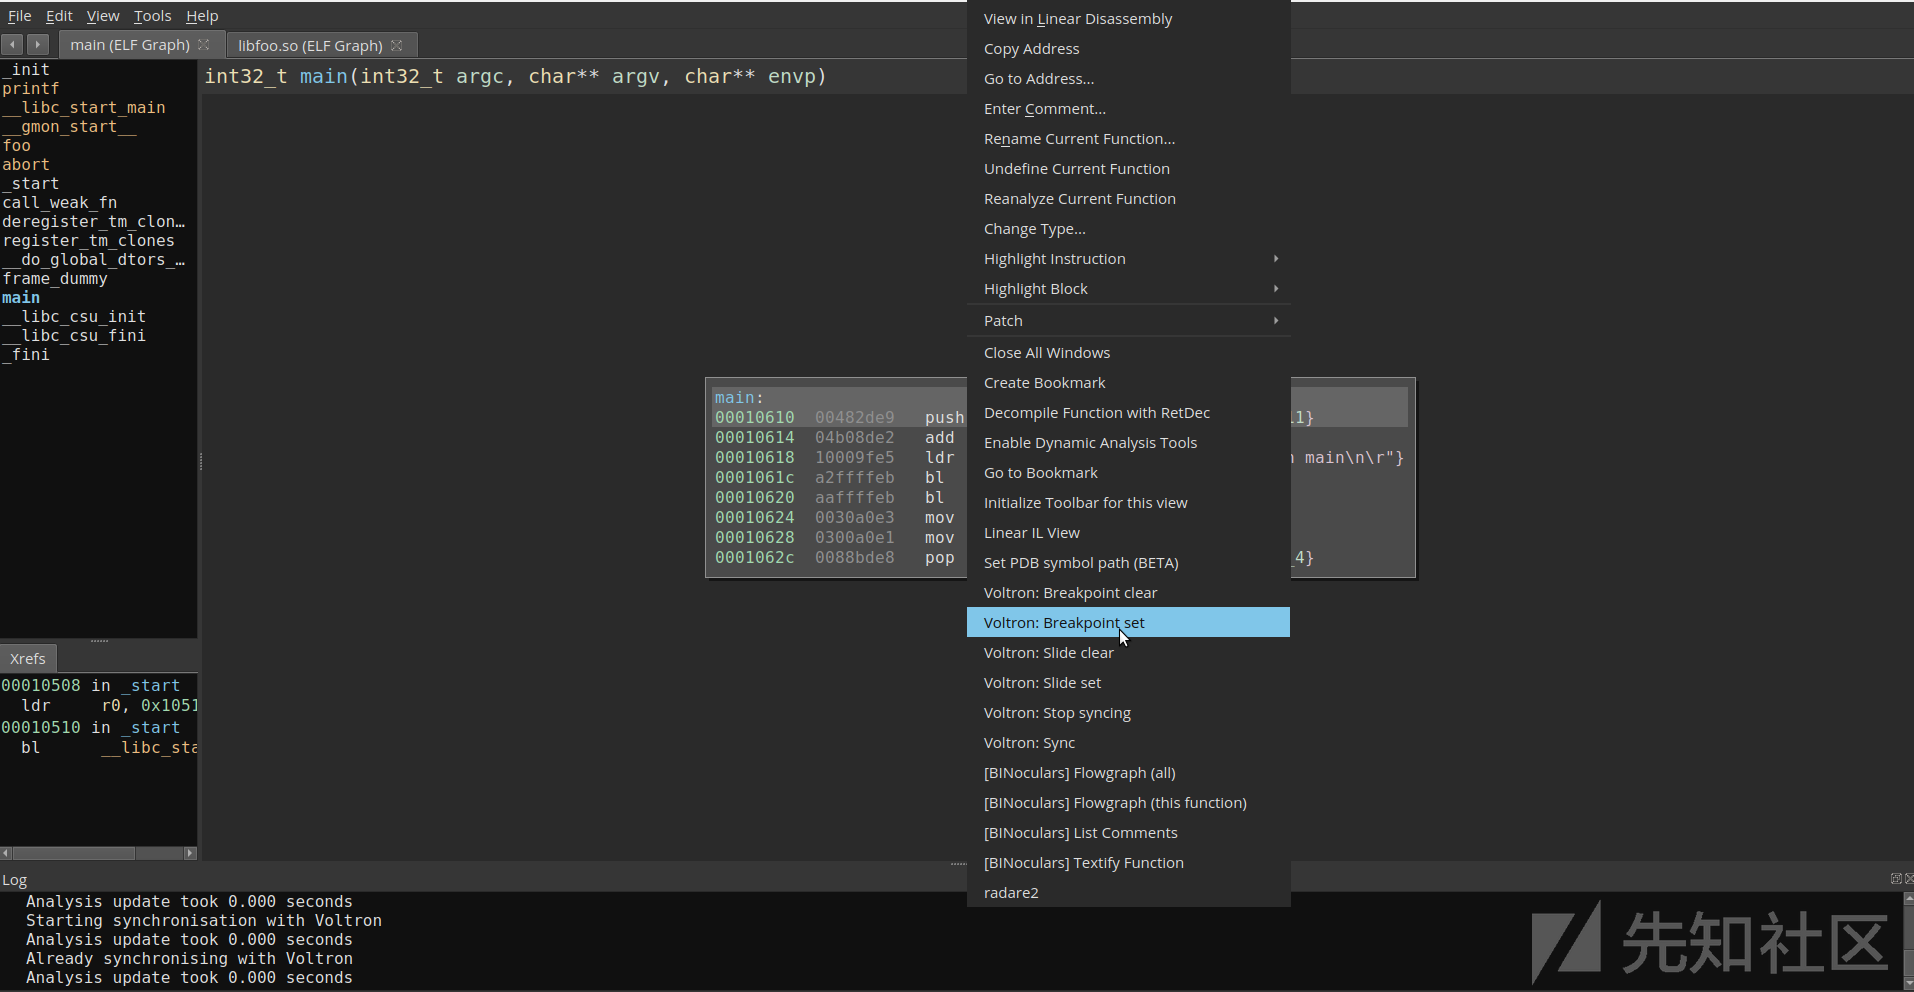 File Edit View Tools Help
main (ELF Graph)
libfoo.so (ELF Graph)
_init
printf
__libc_start_main
__gmon_start__
foo
abort
_start
call_weak_fn
deregister_tm_clon…
register_tm_clones
__do_global_dtors_…
frame_dummy
main
__libc_csu_init
__libc_csu_fini
_fini
Xrefs
00010508 in _start
ldr r0, 0x1051
00010510 in _start
bl __libc_sta
int32_t main(int32_t argc, char** argv, char** envp)
main:
00010610 00482de9 push 11}
00010614 04b08de2 add
00010618 10009fe5 ldr main\n\r"}
0001061c a2ffffeb bl
00010620 aaffffeb bl
00010624 0030a0e3 mov
00010628 0300a0e1 mov
0001062c 0088bde8 pop _4}
View in Linear Disassembly
Copy Address
Go to Address...
Enter Comment...
Rename Current Function...
Undefine Current Function
Reanalyze Current Function
Change Type...
Highlight Instruction
Highlight Block
Patch
Close All Windows
Create Bookmark
Decompile Function with RetDec
Enable Dynamic Analysis Tools
Go to Bookmark
Initialize Toolbar for this view
Linear IL View
Set PDB symbol path (BETA)
Voltron: Breakpoint clear
Voltron: Breakpoint set
Voltron: Slide clear
Voltron: Slide set
Voltron: Stop syncing
Voltron: Sync
[BINoculars] Flowgraph (all)
[BINoculars] Flowgraph (this function)
[BINoculars] List Comments
[BINoculars] Textify Function
radare2
Log
Analysis update took 0.000 seconds
Starting synchronisation with Voltron
Analysis update took 0.000 seconds
Already synchronising with Voltron
Analysis update took 0.000 seconds
先知社区